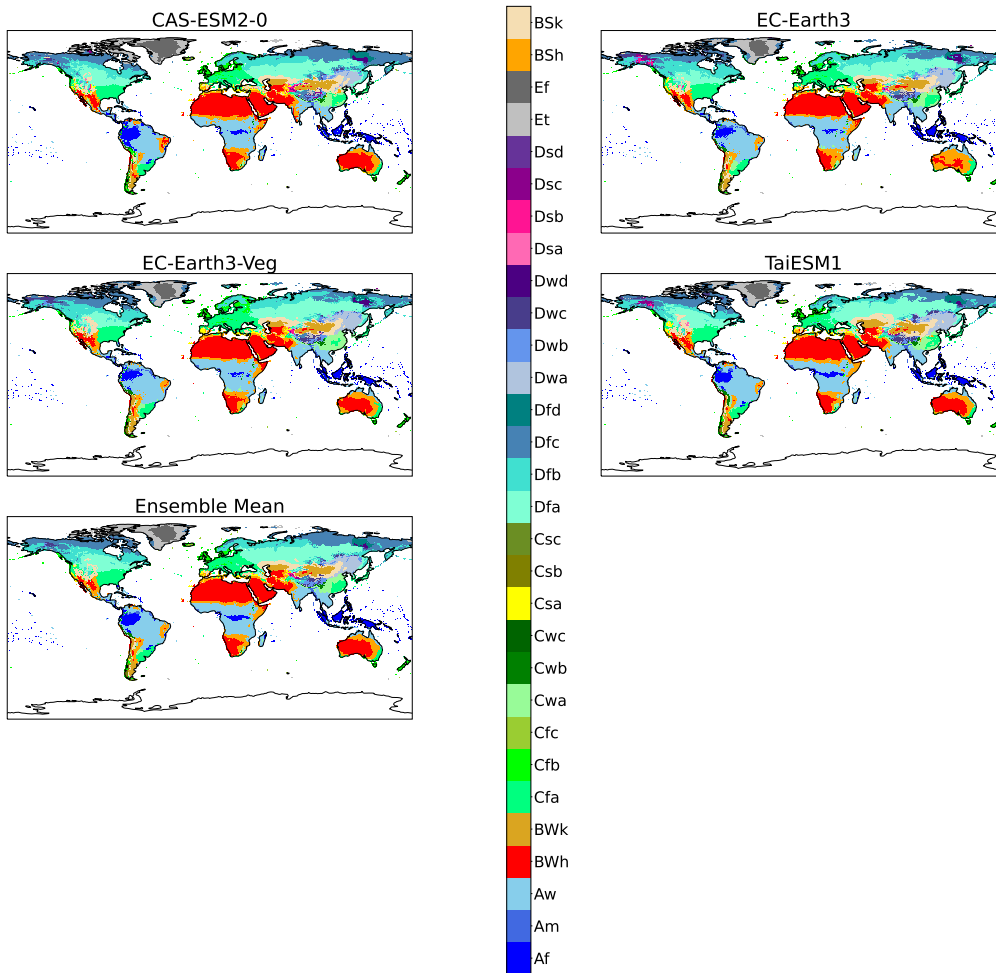 CAS-ESM2-0
EC-Earth3
EC-Earth3-Veg
TaiESM1
Ensemble Mean
BSk
BSh
Ef
Et
Dsd
Dsc
Dsb
Dsa
Dwd
Dwc
Dwb
Dwa
Dfd
Dfc
Dfb
Dfa
Csc
Csb
Csa
Cwc
Cwb
Cwa
Cfc
Cfb
Cfa
BWk
BWh
Aw
Am
Af